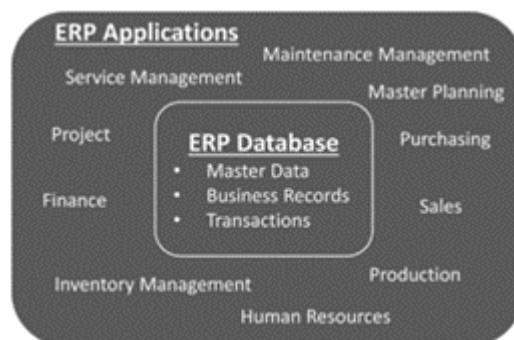 ERP Applications
Maintenance Management
Service Management
Master Planning
Project
ERP Database
Purchasing
• Master Data
• Business Records
• Transactions
Finance
Sales
Production
Inventory Management
Human Resources